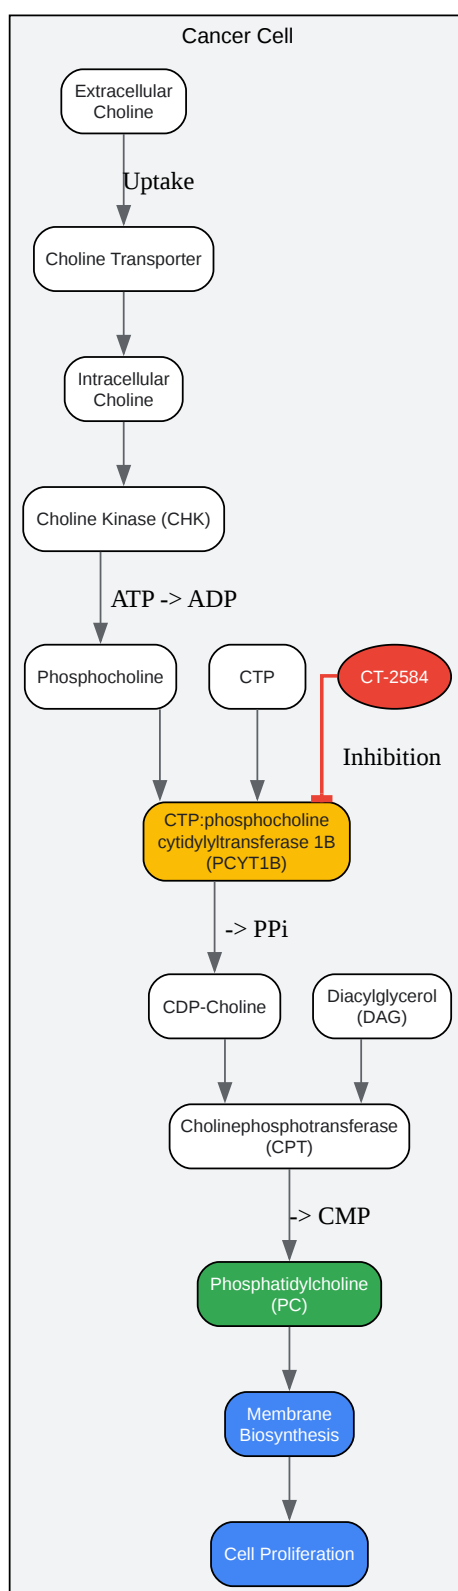 Cancer Cell
Extracellular
Choline
Uptake
Choline Transporter
Intracellular
Choline
Choline Kinase (CHK)
ATP -> ADP
Phosphocholine
CTP
CT-2584
Inhibition
CTP:phosphocholine
cytidylyltransferase 1B
(PCYT1B)
-> PPi
CDP-Choline
Diacylglycerol
(DAG)
Cholinephosphotransferase
(CPT)
-> CMP
Phosphatidylcholine
(PC)
Membrane
Biosynthesis
Cell Proliferation